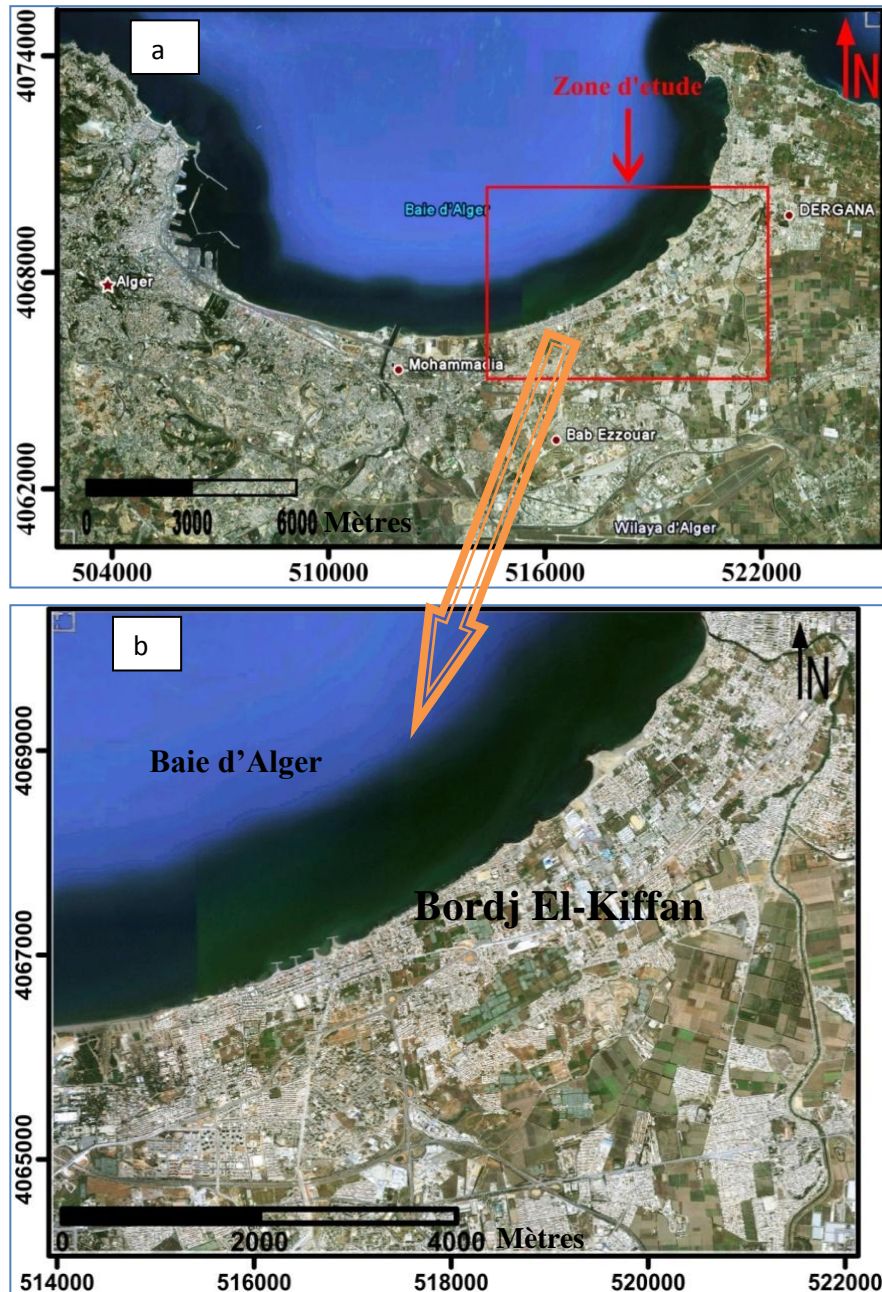 a
4074000
N
Zone d'etude
Baie d'Alger
DERGANA
4068000
Alger
Mohammadia
Bab Ezzouar
4062000
0 3000 6000 Mètres
Wilaya d'Alger
504000 510000 516000 522000
b
N
4069000
Baie d’Alger
Bordj El-Kiffan
4067000
4065000
0 2000 4000 Mètres
514000 516000 518000 520000 522000